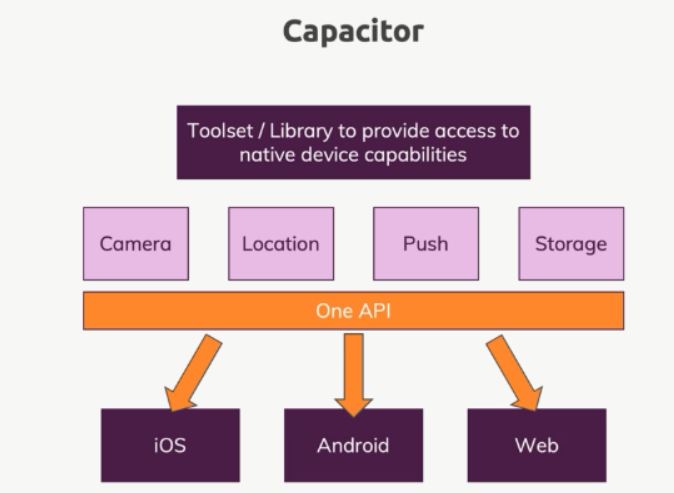 Capacitor
Toolset / Library to provide access to
native device capabilities
Camera
Location
Push
Storage
One API
iOS
Android
Web